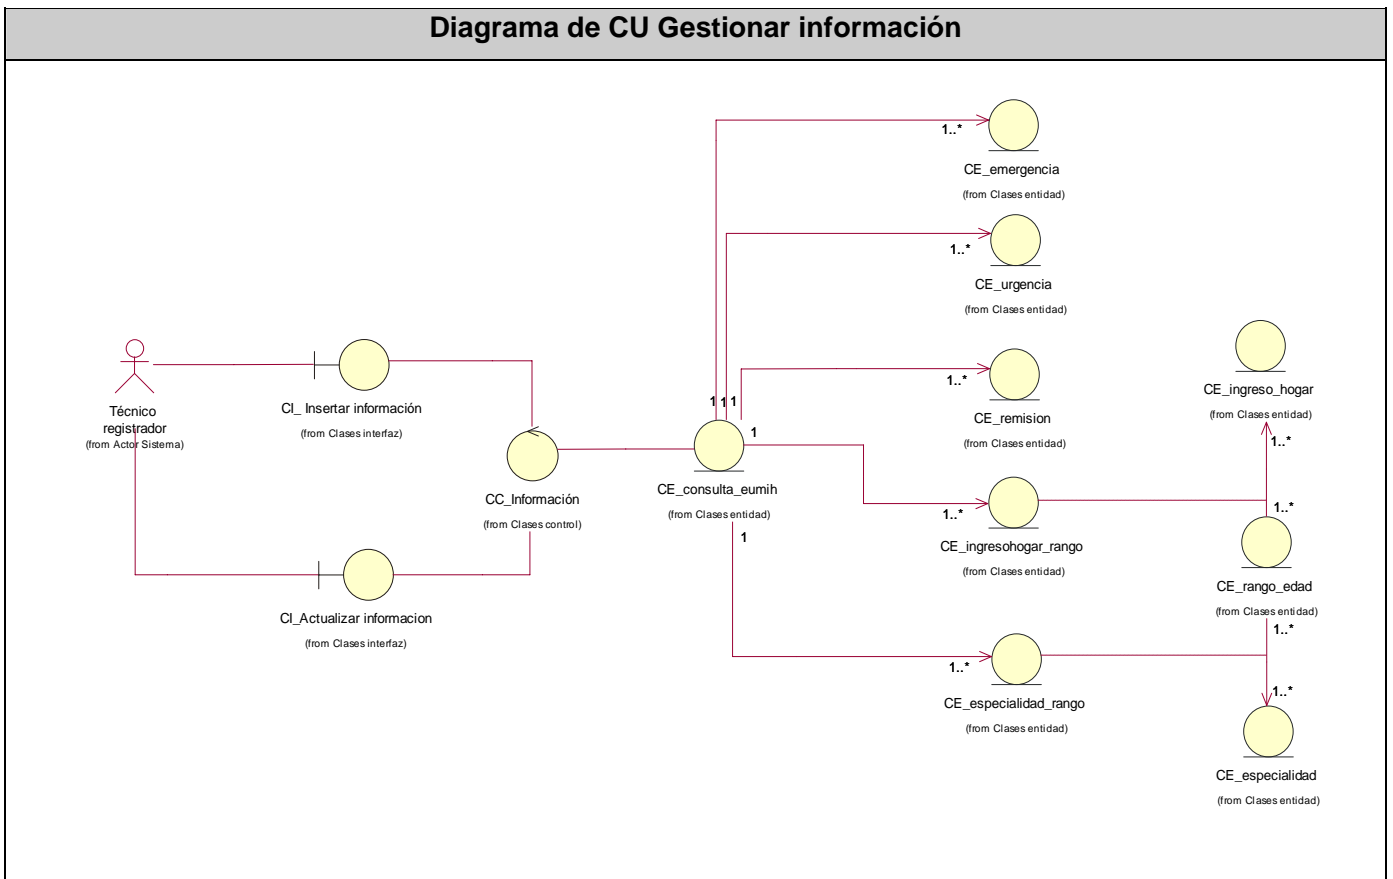 Diagrama de CU Gestionar información
1..*
CE_emergencia
(from Clases entidad)
1..*
CE_urgencia
(from Clases entidad)
Técnico
registrador
(from Actor Sistema)
CI_ Insertar información
(from Clases interfaz)
CC_Información
(from Clases control)
CI_Actualizar informacion
(from Clases interfaz)
1
1
1
1
CE_consulta_eumih
(from Clases entidad)
1
1..*
CE_remision
(from Clases entidad)
1..*
CE_ingresohogar_rango
(from Clases entidad)
1..*
CE_especialidad_rango
(from Clases entidad)
CE_ingreso_hogar
(from Clases entidad)
1..*
1..*
CE_rango_edad
(from Clases entidad)
1..*
1..*
CE_especialidad
(from Clases entidad)